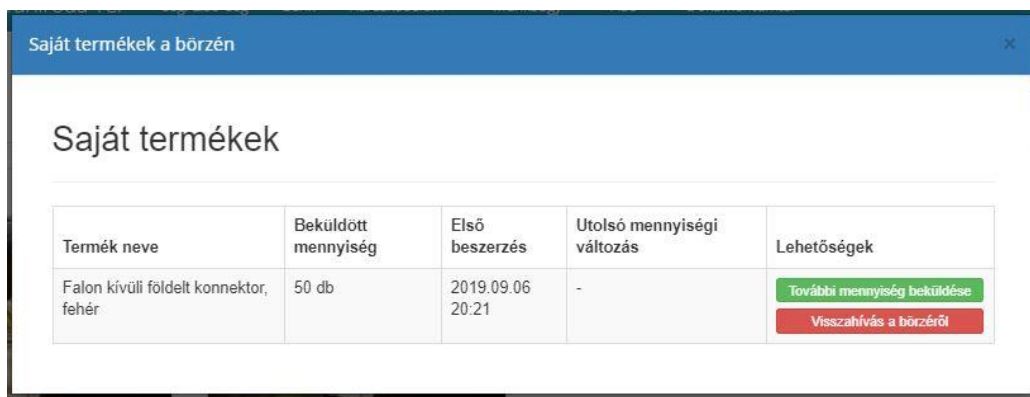 Saját termékek a börzén ×
Saját termékek
Termék neve
Beküldött
mennyiség
Első
beszerzés
Utolsó mennyiségi
változás
Lehetőségek
Falon kívüli földelt konnektor,
fehér
50 db
2019.09.06
20:21
-
További mennyiség beküldése
Visszahívás a börzéről